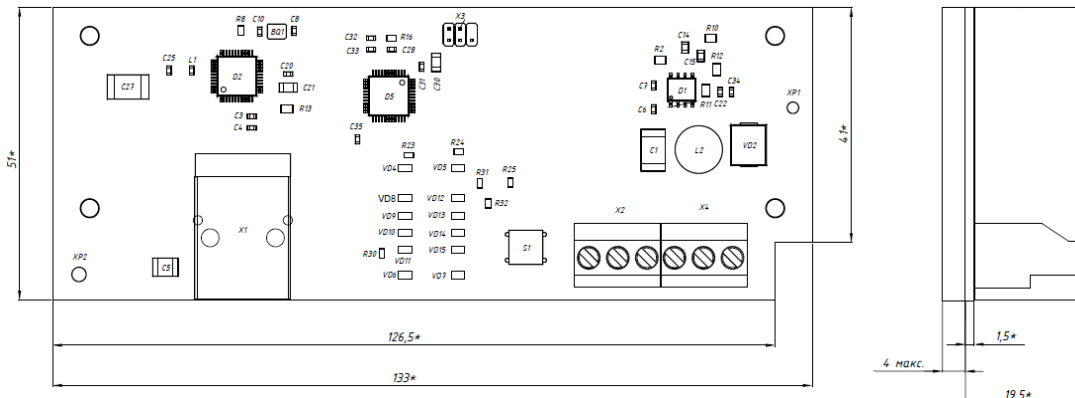 X3
R8
C10
BQ1
C8
C32
R16
C33
C28
C14
R10
R2
C15
R12
C25
L1
D2
C20
C31
C30
C27
C21
D5
C7
D1
R11
C22
C34
XP1
R13
C3
C4
C6
C35
R23
R24
C1
L2
VD2
VD4
VD5
R31
R25
VD8
VD12
R32
VD9
VD13
X2
X4
X1
VD10
VD14
VD15
S1
R30
VD11
XP2
C5
VD6
VD7
51*
41*
126,5*
1,5*
133*
4 макс.
19,5*